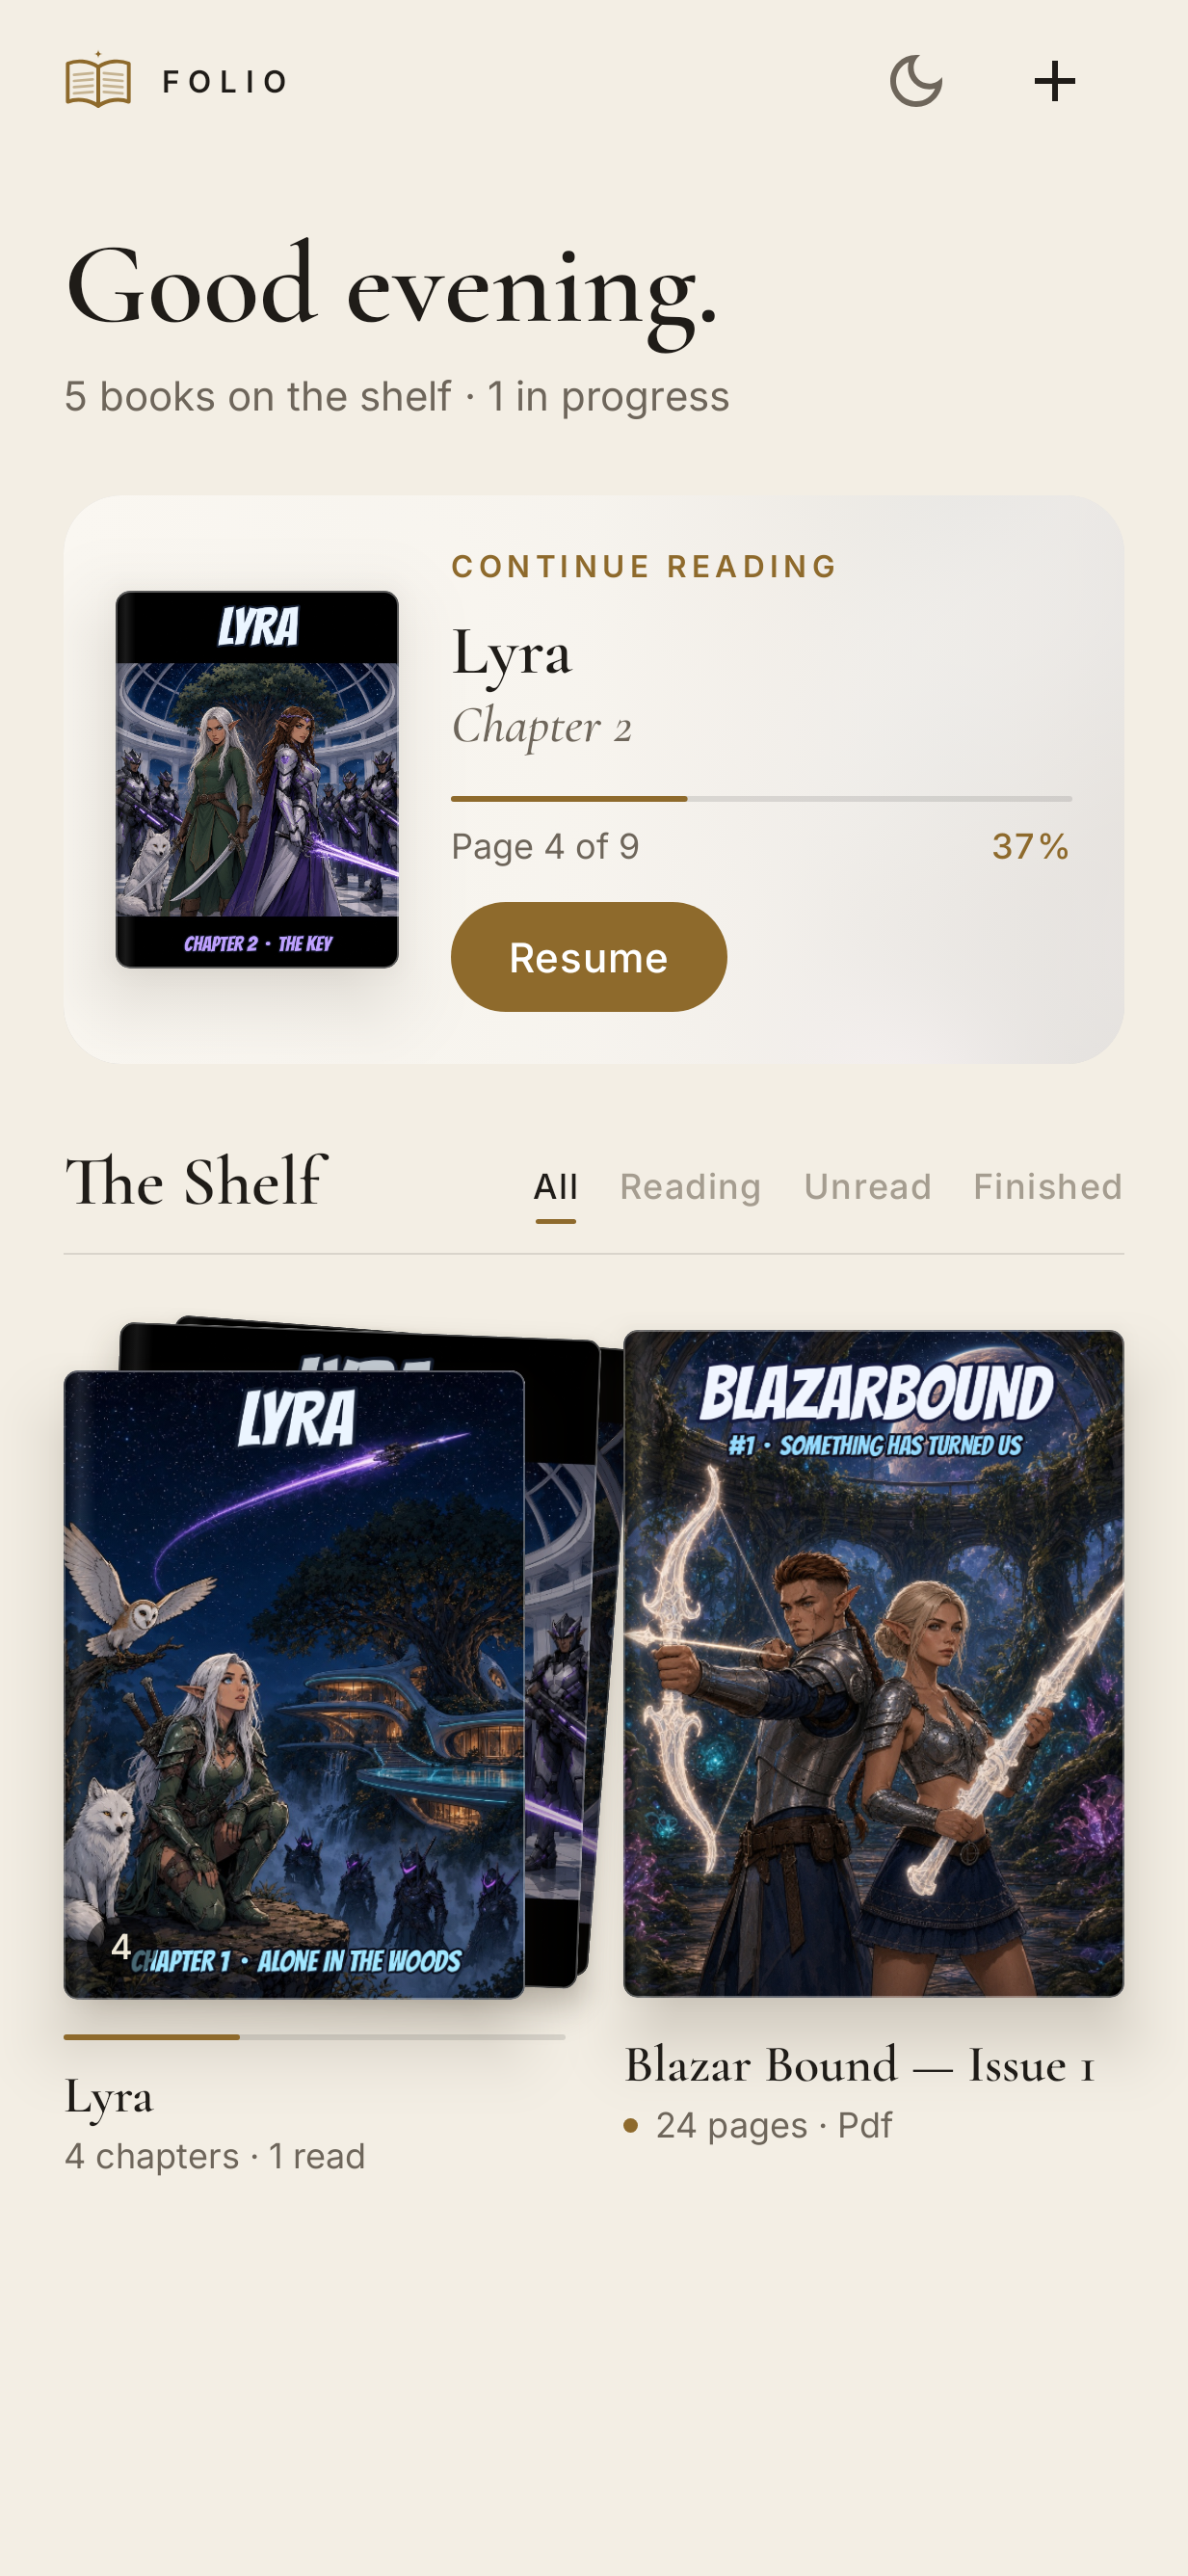 FOLIO
Good evening.
5 books on the shelf · 1 in progress
LYRA
CHAPTER 2 · THE KEY
CONTINUE READING
Lyra
Chapter 2
Page 4 of 9
37%
Resume
The Shelf
All
Reading
Unread
Finished
LYRA
LYRA
4
CHAPTER 1 · ALONE IN THE WOODS
Lyra
4 chapters · 1 read
BLAZARBOUND
#1 · SOMETHING HAS TURNED US
Blazar Bound — Issue 1
24 pages · Pdf